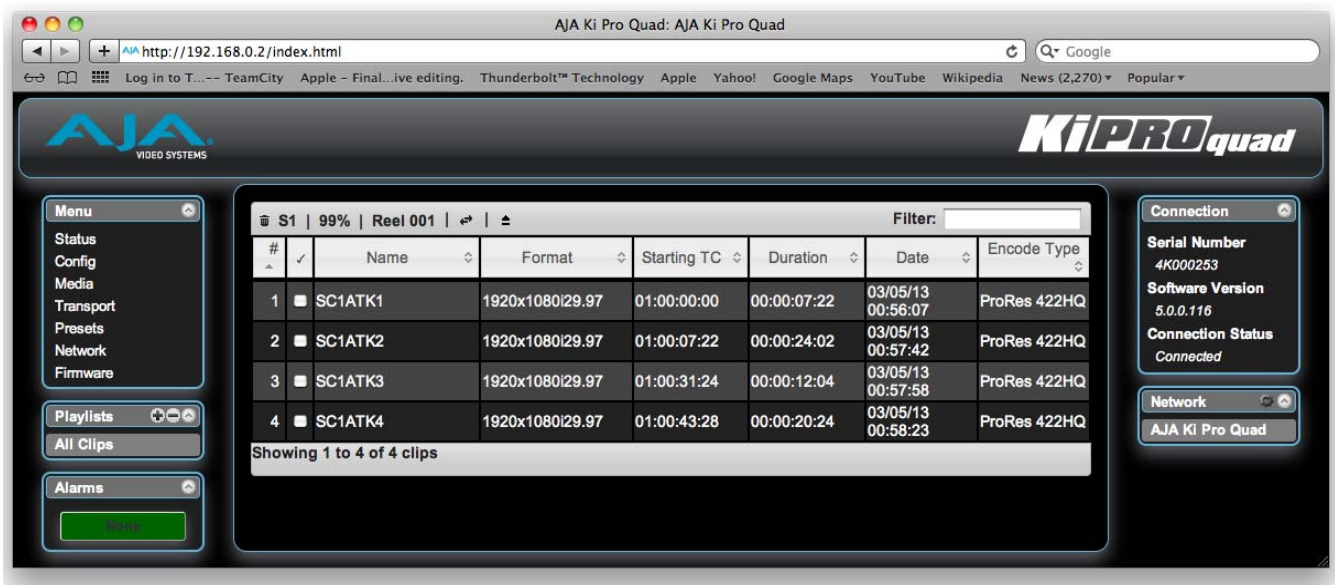 AJA Ki Pro Quad: AJA Ki Pro Quad
AJA http://192.168.0.2/index.html
Google
Log in to T...-- TeamCity Apple – Final...ive editing. Thunderbolt™ Technology Apple Yahoo! Google Maps YouTube Wikipedia News (2,270) Popular
AJA
VIDEO SYSTEMS
KiPRO quad
Menu
Status
Config
Media
Transport
Presets
Network
Firmware
Playlists
All Clips
Alarms
None
S1 | 99% | Reel 001 | |
Filter:
# ✓ Name Format Starting TC Duration Date Encode Type
1 SC1ATK1 1920x1080i29.97 01:00:00:00 00:00:07:22 03/05/13 00:56:07 ProRes 422HQ
2 SC1ATK2 1920x1080i29.97 01:00:07:22 00:00:24:02 03/05/13 00:57:42 ProRes 422HQ
3 SC1ATK3 1920x1080i29.97 01:00:31:24 00:00:12:04 03/05/13 00:57:58 ProRes 422HQ
4 SC1ATK4 1920x1080i29.97 01:00:43:28 00:00:20:24 03/05/13 00:58:23 ProRes 422HQ
Showing 1 to 4 of 4 clips
Connection
Serial Number
4K000253
Software Version
5.0.0.116
Connection Status
Connected
Network
AJA Ki Pro Quad